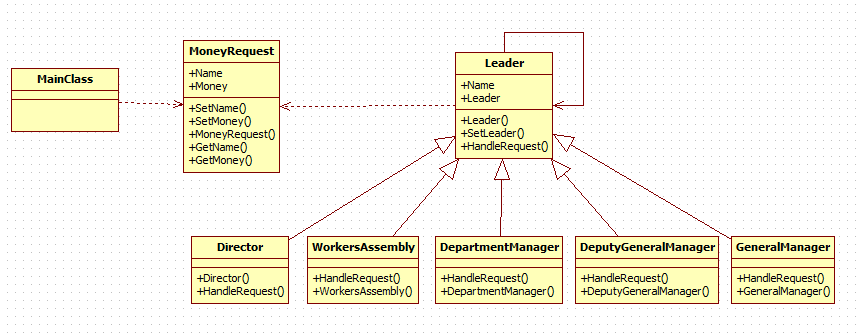 MainClass
MoneyRequest
+Name
+Money
+SetName()
+SetMoney()
+MoneyRequest()
+GetName()
+GetMoney()
Leader
+Name
+Leader
+Leader()
+SetLeader()
+HandleRequest()
Director
+Director()
+HandleRequest()
WorkersAssembly
+HandleRequest()
+WorkersAssembly()
DepartmentManager
+HandleRequest()
+DepartmentManager()
DeputyGeneralManager
+HandleRequest()
+DeputyGeneralManager()
GeneralManager
+HandleRequest()
+GeneralManager()